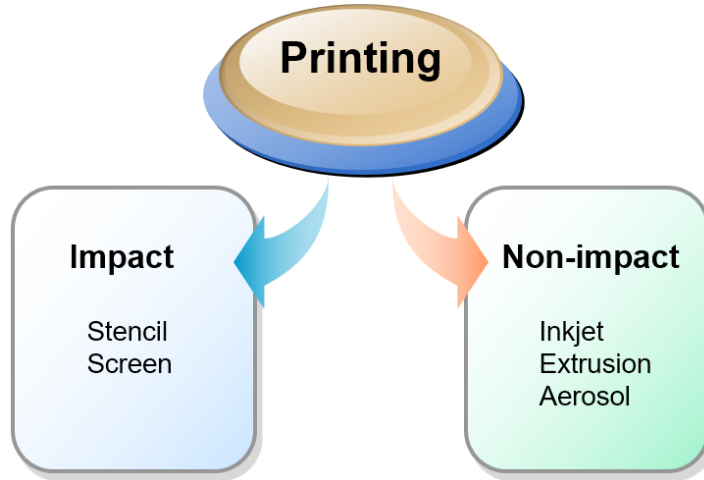 Printing
Impact
Stencil
Screen
Non-impact
Inkjet
Extrusion
Aerosol